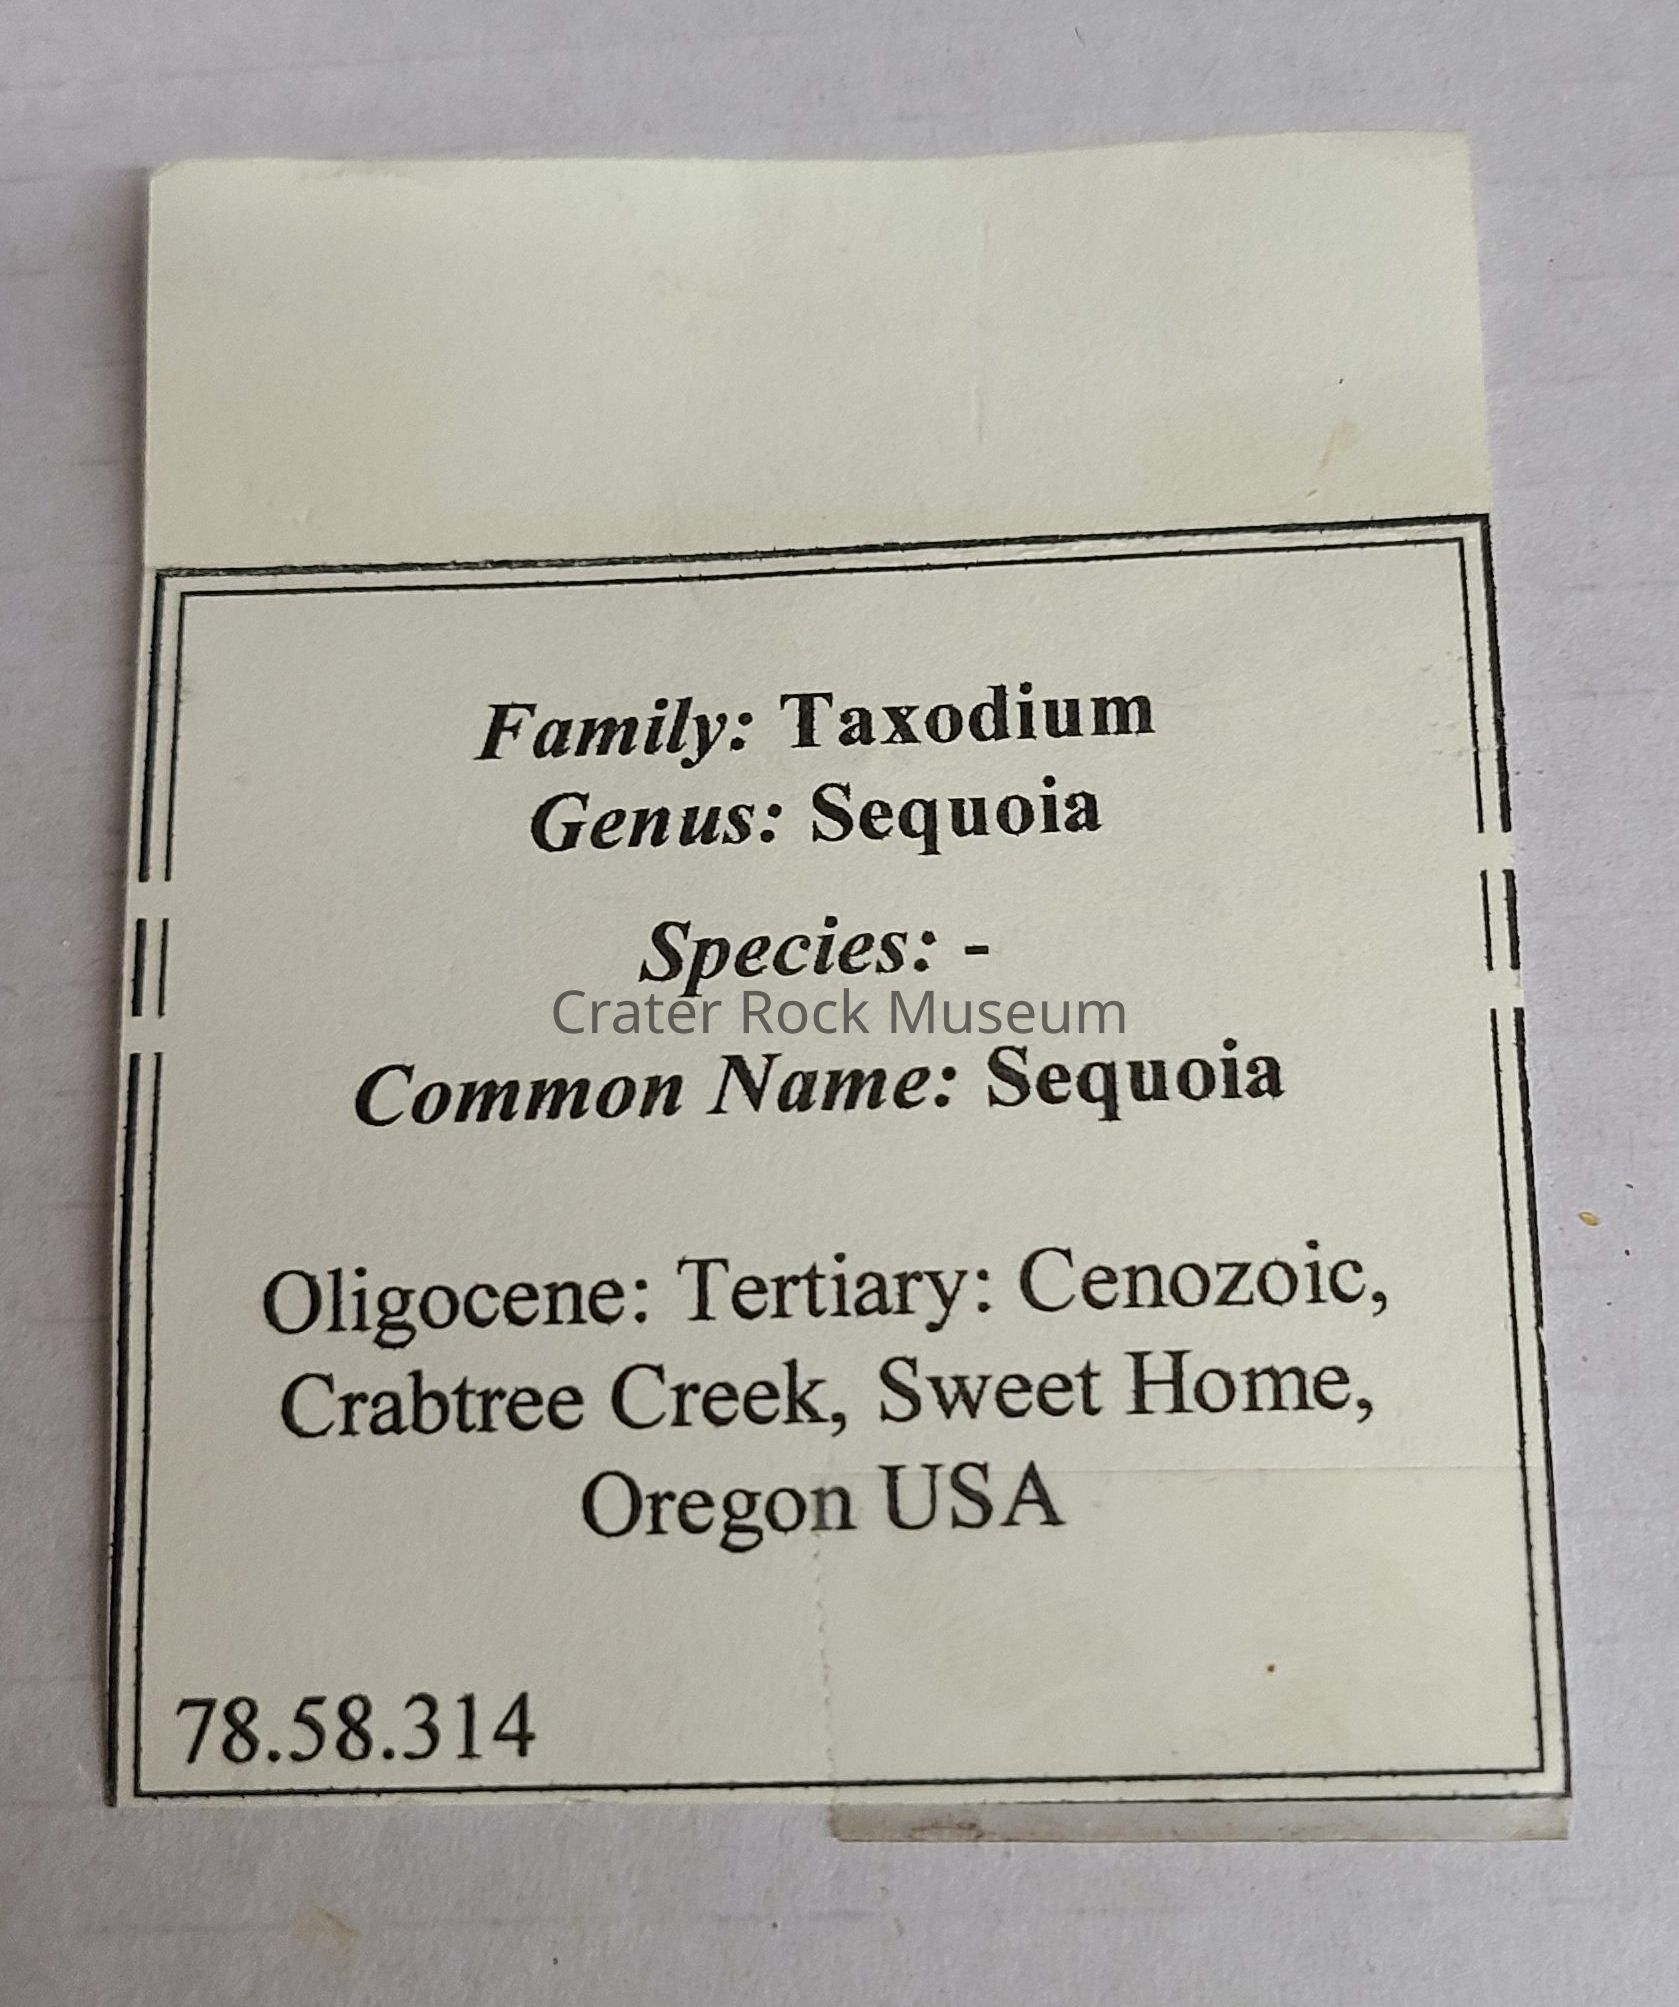 Family: Taxodium
Genus: Sequoia
Species: -
Crater Rock Museum
Common Name: Sequoia
Oligocene: Tertiary: Cenozoic,
Crabtree Creek, Sweet Home,
Oregon USA
78.58.314